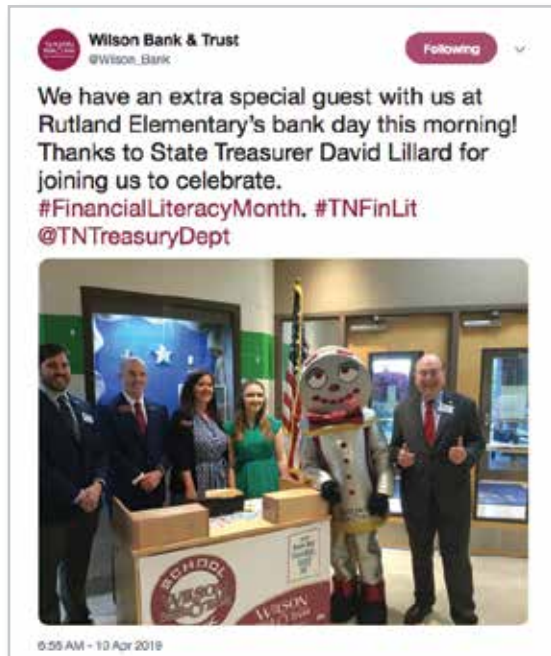 Wilson Bank & Trust
@Wilson_Bank
Following
We have an extra special guest with us at
Rutland Elementary's bank day this morning!
Thanks to State Treasurer David Lillard for
joining us to celebrate.
#FinancialLiteracyMonth. #TNFinLit
@TNTreasuryDept
SCHOOL
WILSON
WILSON
6:55 AM - 10 Apr 2019